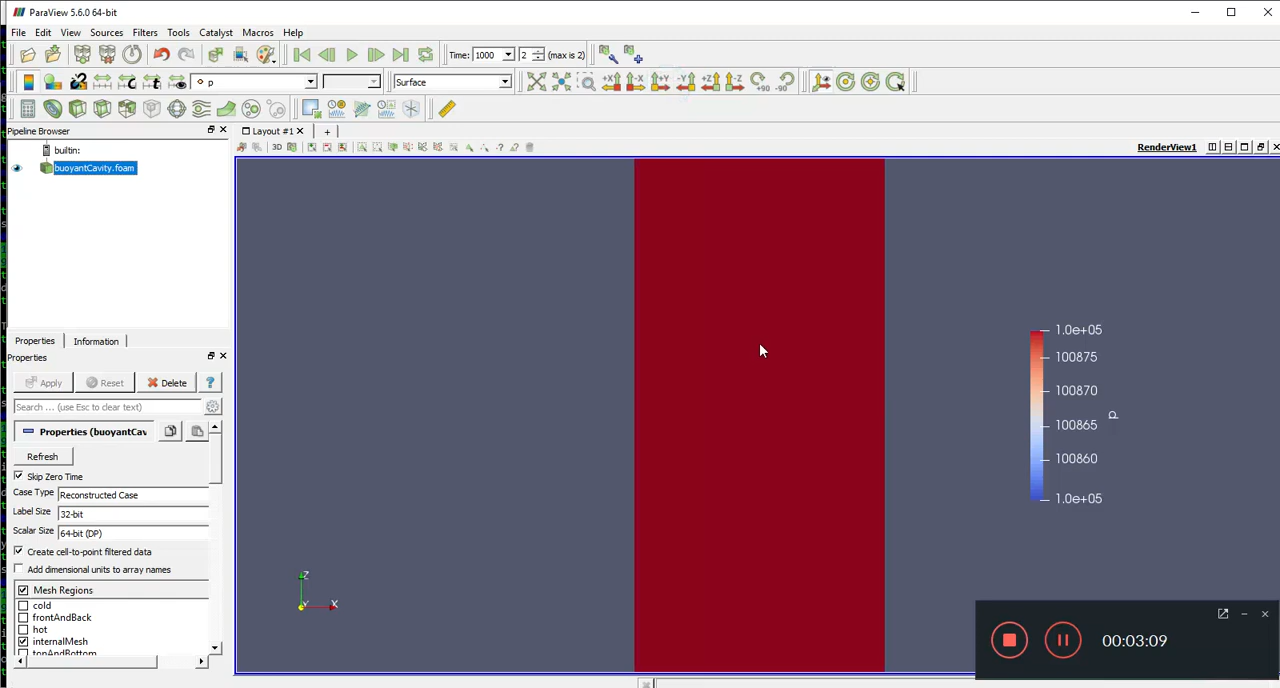 ParaView 5.6.0 64-bit
File Edit View Sources Filters Tools Catalyst Macros Help
Time: 1000 2 (max is 2)
p Surface +X -X +Y -Y +Z -Z +90 -90
Pipeline Browser Layout #1 +
builtin: 3D RenderView1
buoyantCavity.foam
Properties Information
Properties
Apply Reset Delete ?
Search ... (use Esc to clear text)
Properties (buoyantCav
Refresh
Skip Zero Time
Case Type Reconstructed Case
Label Size 32-bit
Scalar Size 64-bit (DP)
Create cell-to-point filtered data
Add dimensional units to array names
Mesh Regions
cold
frontAndBack
hot
internalMesh
topAndBottom
1.0e+05
100875
100870
100865
100860
1.0e+05
p
Z
Y X
00:03:09